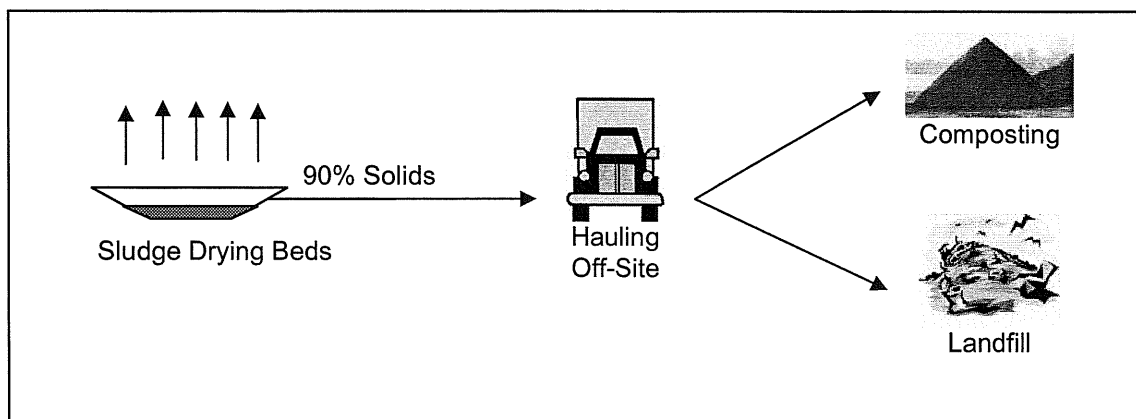 90% Solids
Sludge Drying Beds
Hauling
Off-Site
Composting
Landfill